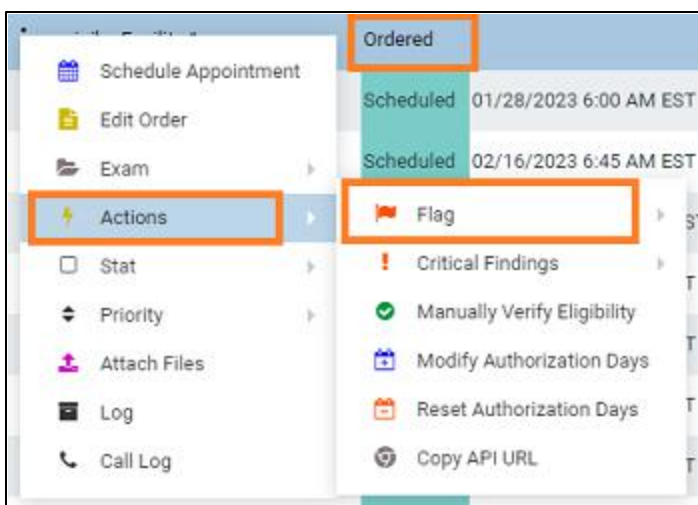 Ordered
Schedule Appointment
Scheduled 01/28/2023 6:00 AM EST
Edit Order
Scheduled 02/16/2023 6:45 AM EST
Exam
Actions
Flag
Stat
Critical Findings
Priority
Manually Verify Eligibility
Attach Files
Modify Authorization Days
Log
Reset Authorization Days
Call Log
Copy API URL